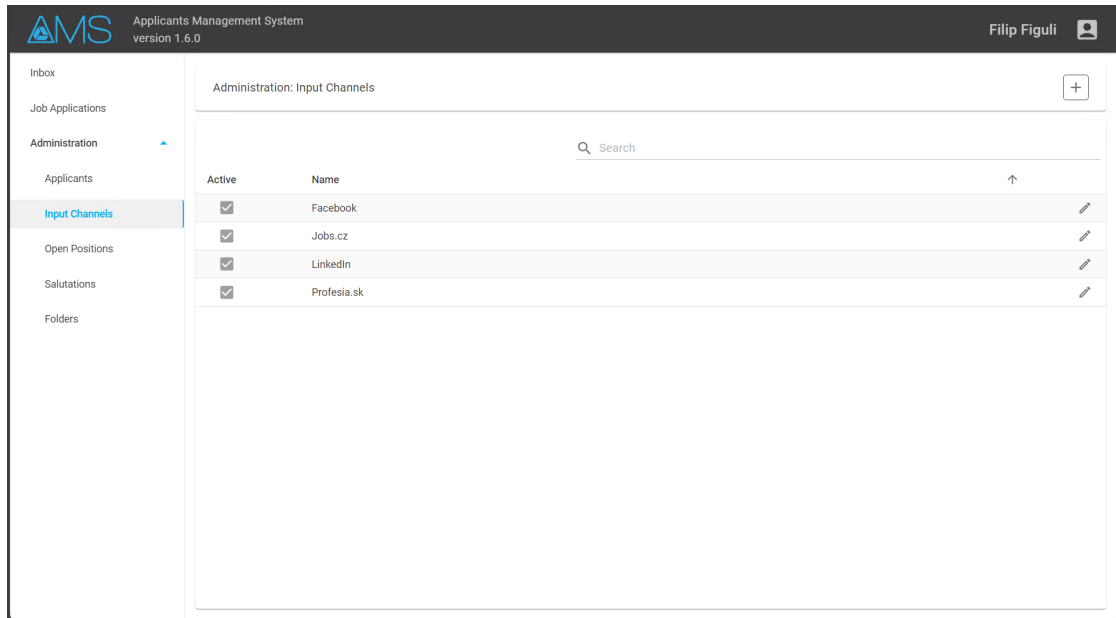 AMS
Applicants Management System
version 1.6.0
Filip Figuli
Inbox
Job Applications
Administration
Applicants
Input Channels
Open Positions
Salutations
Folders
Administration: Input Channels
Search
Active Name
Facebook
Jobs.cz
LinkedIn
Profesia.sk